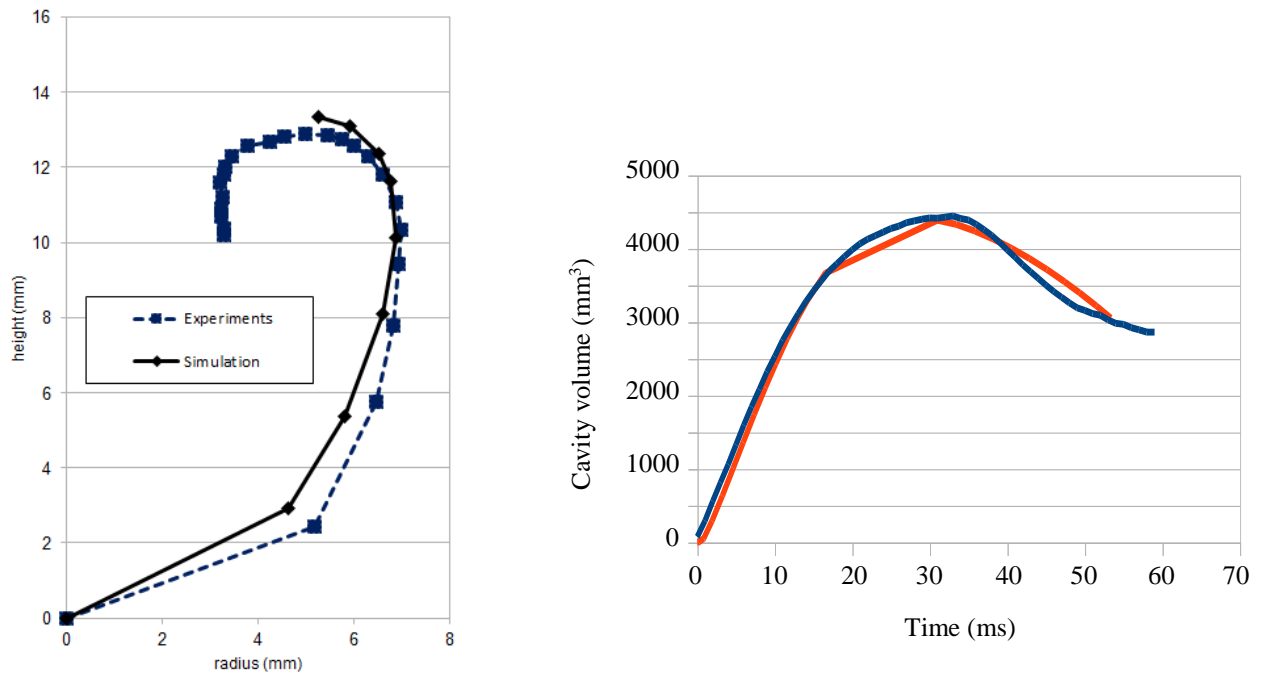 16
14
12
10
8
6
4
2
0
height (mm)
Experiments
Simulation
0 2 4 6 8
radius (mm)
5000
4000
3000
2000
1000
0
Cavity volume (mm³)
0 10 20 30 40 50 60 70
Time (ms)